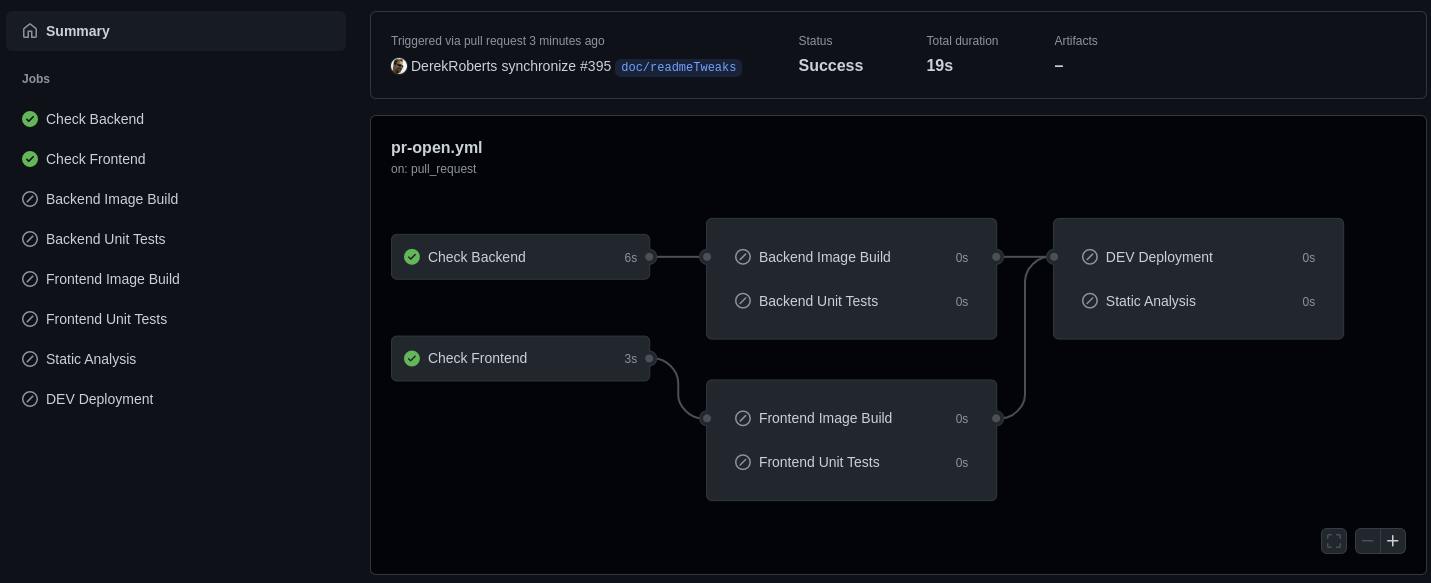 Summary
Jobs
Check Backend
Check Frontend
Backend Image Build
Backend Unit Tests
Frontend Image Build
Frontend Unit Tests
Static Analysis
DEV Deployment
Triggered via pull request 3 minutes ago
DerekRoberts synchronize #395 doc/readmeTweaks
Status
Success
Total duration
19s
Artifacts
–
pr-open.yml
on: pull_request
Check Backend 6s
Check Frontend 3s
Backend Image Build 0s
Backend Unit Tests 0s
Frontend Image Build 0s
Frontend Unit Tests 0s
DEV Deployment 0s
Static Analysis 0s